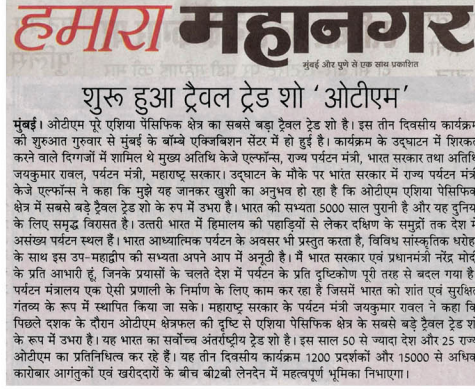 हमारा महानगर
मुंबई और पुणे से एक साथ प्रकाशित
शुरू हुआ ट्रैवल ट्रेड शो ‘ओटीएम’
मुंबई। ओटीएम पूरे एशिया पेसिफिक क्षेत्र का सबसे बड़ा ट्रैवल ट्रेड शो है। इस तीन दिवसीय कार्यक्रम
की शुरुआत गुरुवार से मुंबई के बॉम्बे एक्जिबिशन सेंटर में हो गई है। कार्यक्रम के उद्घाटन में शिरकत
करने वाले दिग्गजों में शामिल थे मुख्य अतिथि केजे एल्फॉन्स, राज्य पर्यटन मंत्री, भारत सरकार तथा अतिथि
जयकुमार रावल, पर्यटन मंत्री, महाराष्ट्र सरकार। उद्घाटन के मौके पर भारत सरकार में राज्य पर्यटन मंत्री
केजे एल्फॉन्स ने कहा कि मुझे यह जानकर खुशी का अनुभव हो रहा है कि ओटीएम एशिया पेसिफिक
क्षेत्र में सबसे बड़े ट्रैवल ट्रेड शो के रूप में उभरा है। भारत की सभ्यता 5000 साल पुरानी है और यह दुनिया
के लिए समृद्ध विरासत है। उत्तरी भारत में हिमालय की पहाड़ियों से लेकर दक्षिण के समुद्रों तक देश में
असंख्य पर्यटन स्थल हैं। भारत आध्यात्मिक पर्यटन के अवसर भी प्रस्तुत करता है, विविध सांस्कृतिक धरोहर
के साथ इस उप-महाद्वीप की सभ्यता अपने आप में अनूठी है। मैं भारत सरकार एवं प्रधानमंत्री नरेंद्र मोदी
के प्रति आभारी हूं, जिनके प्रयासों के चलते देश में पर्यटन के प्रति दृष्टिकोण पूरी तरह से बदल गया है।
पर्यटन मंत्रालय एक ऐसी प्रणाली के निर्माण के लिए काम कर रहा है जिसमें भारत को शांत एवं सुरक्षित
गंतव्य के रूप में स्थापित किया जा सके। महाराष्ट्र सरकार के पर्यटन मंत्री जयकुमार रावल ने कहा कि
पिछले दशक के दौरान ओटीएम क्षेत्रफल की दृष्टि से एशिया पेसिफिक क्षेत्र के सबसे बड़े ट्रैवल ट्रेड शो
के रूप में उभरा है। यह भारत का सर्वोच्च अंतर्राष्ट्रीय ट्रेड शो है। इस साल 50 से ज्यादा देश और 25 राज्य
ओटीएम का प्रतिनिधित्व कर रहे हैं। यह तीन दिवसीय कार्यक्रम 1200 प्रदर्शकों और 15000 से अधिक
कारोबार आगंतुकों एवं खरीददारों के बीच बी2बी लेनदेन में महत्वपूर्ण भूमिका निभाएगा।